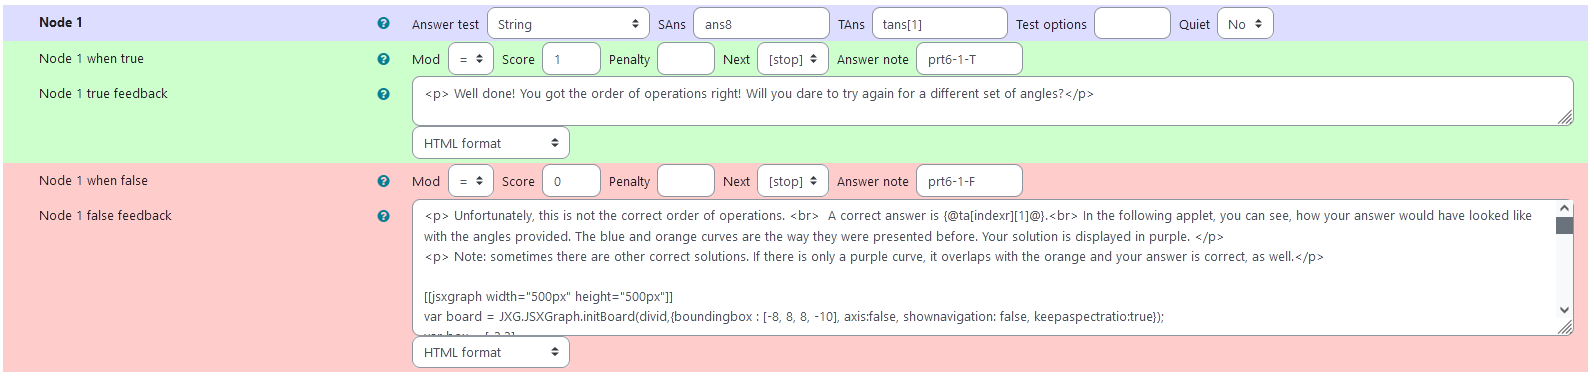 Node 1 Answer test String SAns ans8 TAns tans[1] Test options Quiet No
Node 1 when true Mod = Score 1 Penalty Next [stop] Answer note prt6-1-T
Node 1 true feedback
<p> Well done! You got the order of operations right! Will you dare to try again for a different set of angles?</p>
HTML format
Node 1 when false Mod = Score 0 Penalty Next [stop] Answer note prt6-1-F
Node 1 false feedback
<p> Unfortunately, this is not the correct order of operations. <br>  A correct answer is {@ta[indexr][1]@}.<br> In the following applet, you can see, how your answer would have looked like
with the angles provided. The blue and orange curves are the way they were presented before. Your solution is displayed in purple. </p>
<p> Note: sometimes there are other correct solutions. If there is only a purple curve, it overlaps with the orange and your answer is correct, as well.</p>
[[jsxgraph width="500px" height="500px"]]
var board = JXG.JSXGraph.initBoard(divid,{boundingbox : [-8, 8, 8, -10], axis:false, shownavigation: false, keepaspectratio:true});
HTML format